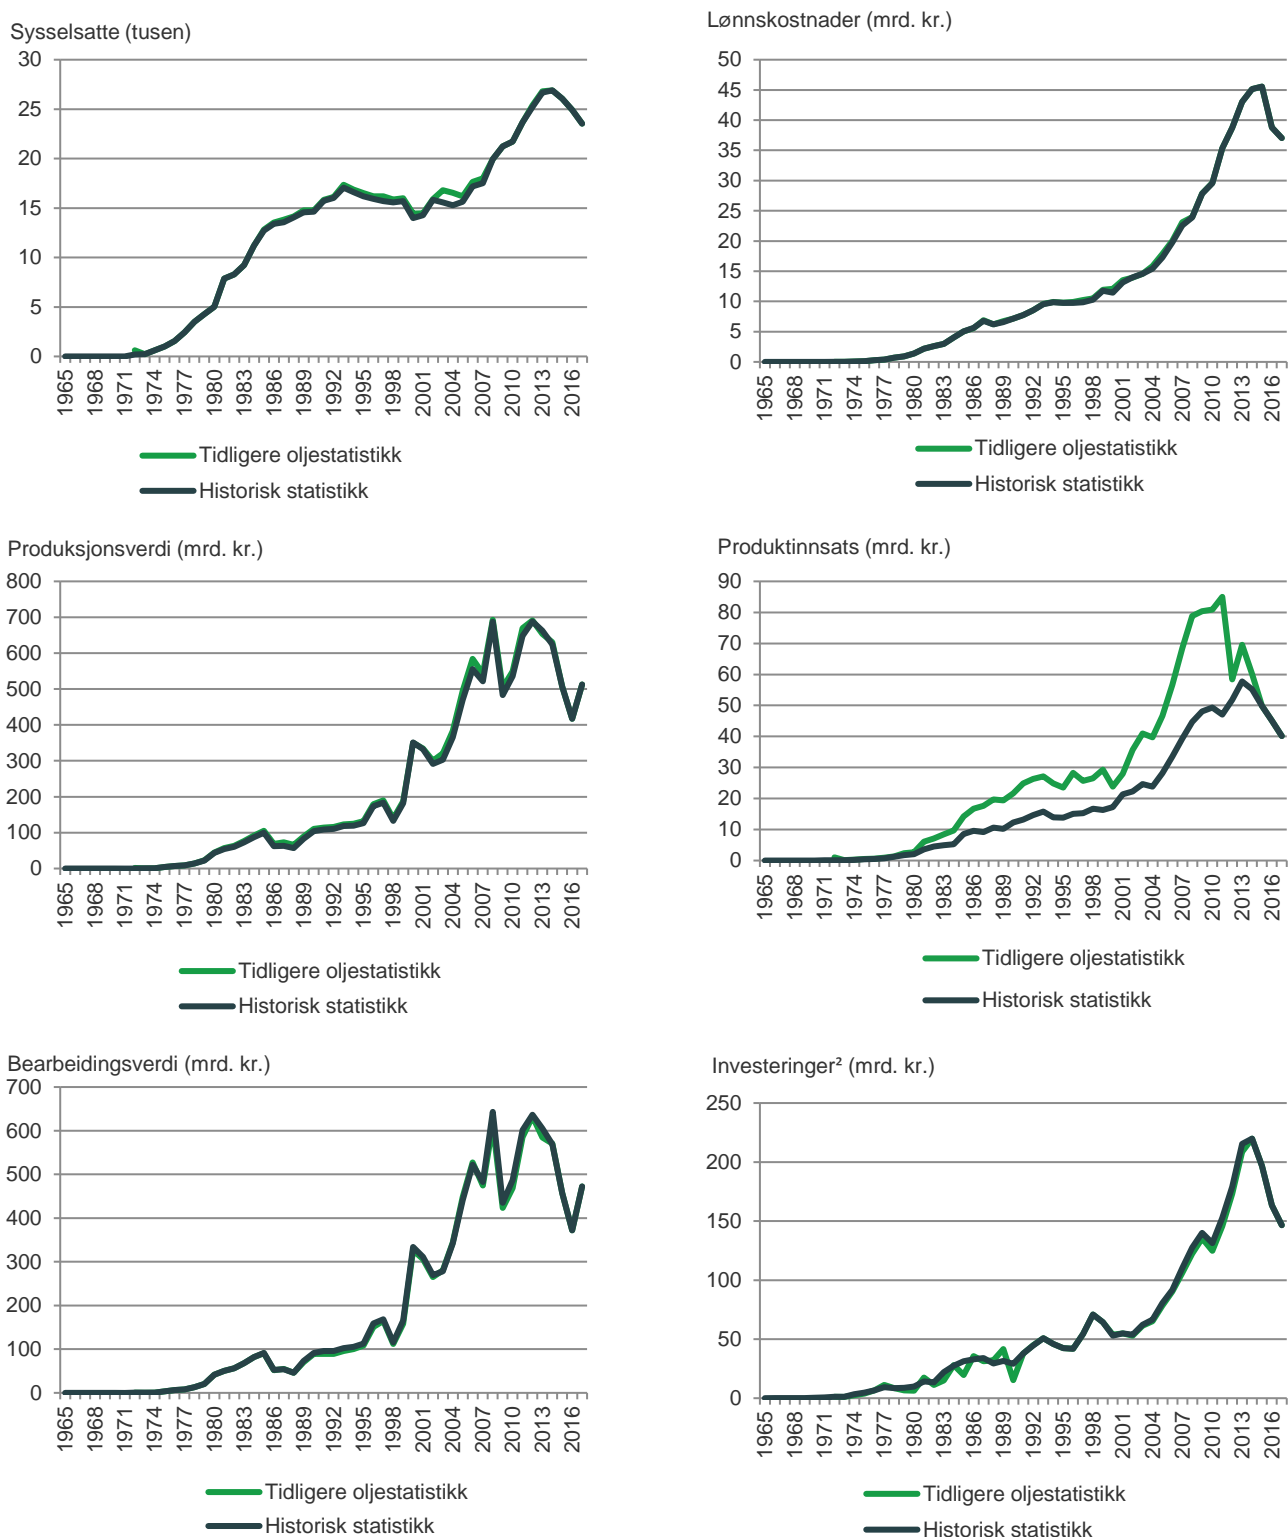 Sysselsatte (tusen)
30
25
20
15
10
5
0
1965 1968 1971 1974 1977 1980 1983 1986 1989 1992 1995 1998 2001 2004 2007 2010 2013 2016
Tidligere oljestatistikk
Historisk statistikk
Lønnskostnader (mrd. kr.)
50
45
40
35
30
25
20
15
10
5
0
1965 1968 1971 1974 1977 1980 1983 1986 1989 1992 1995 1998 2001 2004 2007 2010 2013 2016
Tidligere oljestatistikk
Historisk statistikk
Produksjonsverdi (mrd. kr.)
800
700
600
500
400
300
200
100
0
1965 1968 1971 1974 1977 1980 1983 1986 1989 1992 1995 1998 2001 2004 2007 2010 2013 2016
Tidligere oljestatistikk
Historisk statistikk
Produktinnsats (mrd. kr.)
90
80
70
60
50
40
30
20
10
0
1965 1968 1971 1974 1977 1980 1983 1986 1989 1992 1995 1998 2001 2004 2007 2010 2013 2016
Tidligere oljestatistikk
Historisk statistikk
Bearbeidingsverdi (mrd. kr.)
700
600
500
400
300
200
100
0
1965 1968 1971 1974 1977 1980 1983 1986 1989 1992 1995 1998 2001 2004 2007 2010 2013 2016
Tidligere oljestatistikk
Historisk statistikk
Investeringer² (mrd. kr.)
250
200
150
100
50
0
1965 1968 1971 1974 1977 1980 1983 1986 1989 1992 1995 1998 2001 2004 2007 2010 2013 2016
Tidligere oljestatistikk
Historisk statistikk